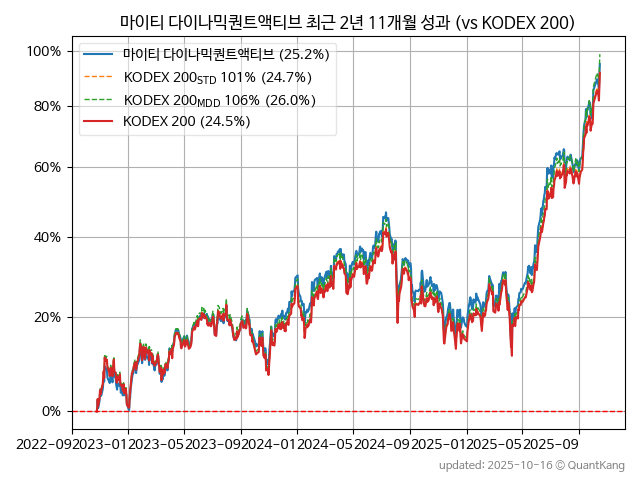 마이티 다이나믹퀀트액티브 최근 2년 11개월 성과 (vs KODEX 200)
마이티 다이나믹퀀트액티브 (25.2%)
KODEX 200STD 101% (24.7%)
KODEX 200MDD 106% (26.0%)
KODEX 200 (24.5%)
100%
80%
60%
40%
20%
0%
2022-09 2023-01 2023-05 2023-09 2024-01 2024-05 2024-09 2025-01 2025-05 2025-09
updated: 2025-10-16 © QuantKang